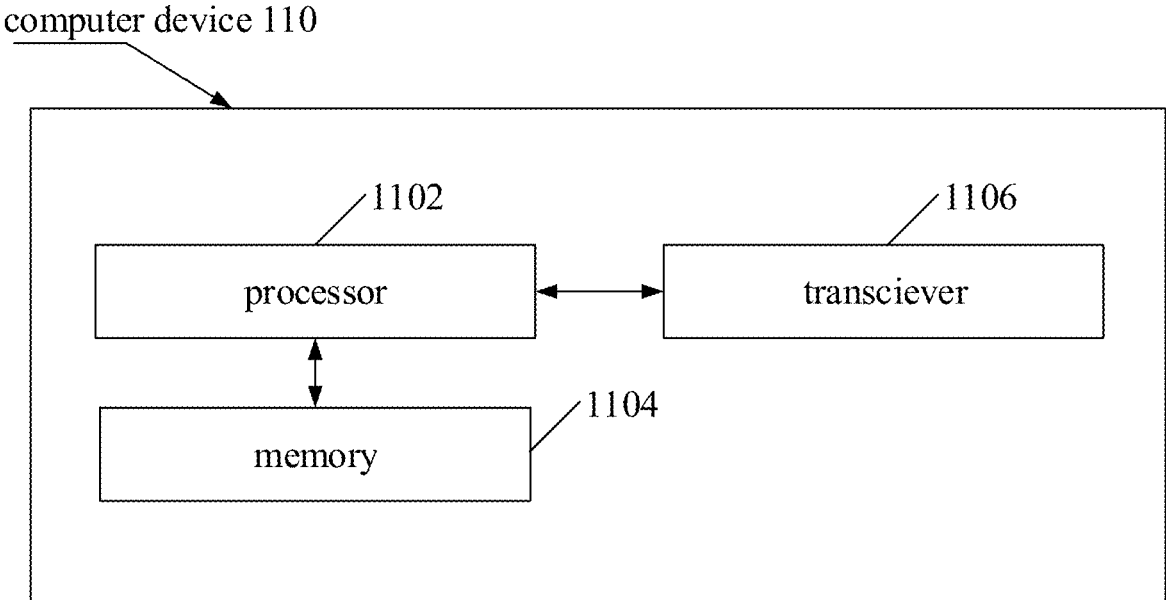 computer device 110
1102
1106
processor
transciever
1104
memory